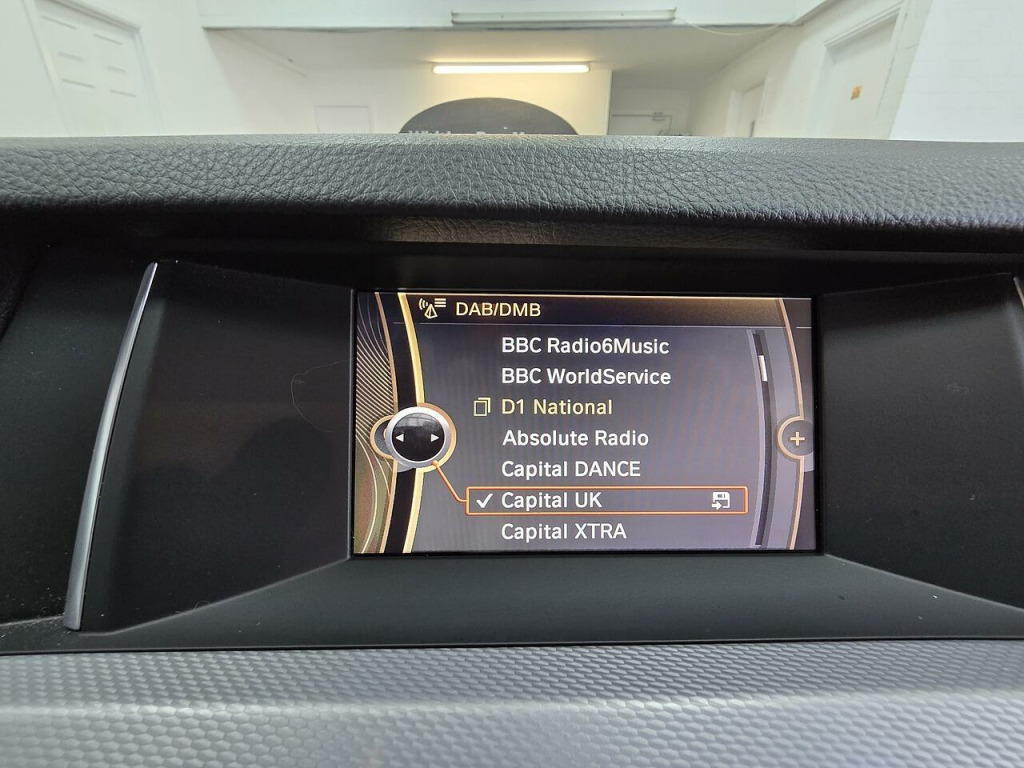 DAB/DMB
BBC Radio6Music
BBC WorldService
D1 National
Absolute Radio
Capital DANCE
Capital UK
Capital XTRA